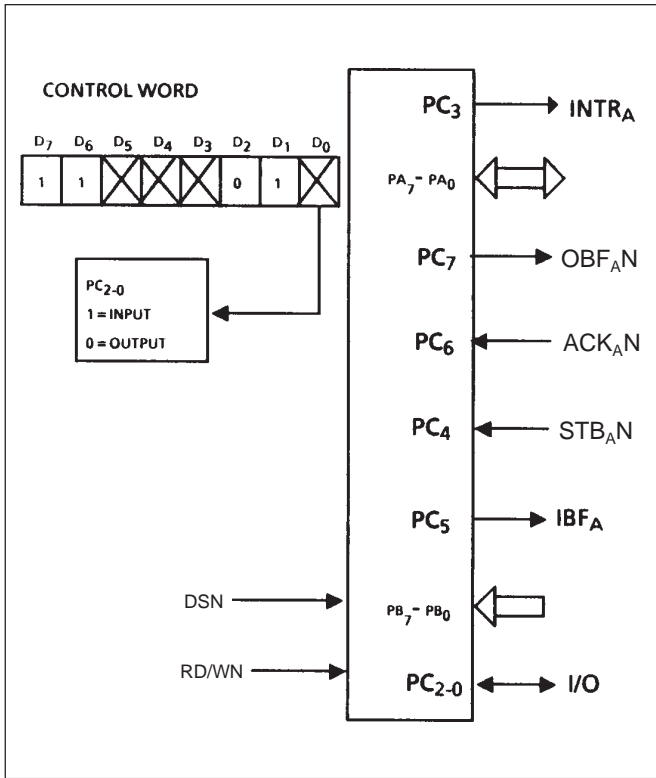 CONTROL WORD
D7 D6 D5 D4 D3 D2 D1 D0
1 1 0 1
PC2-0
1 = INPUT
0 = OUTPUT
PC3 INTRA
PA7 - PA0
PC7 OBFAN
PC6 ACKAN
PC4 STBAN
PC5 IBFA
DSN
PB7 - PB0
RD/WN
PC2-0 I/O